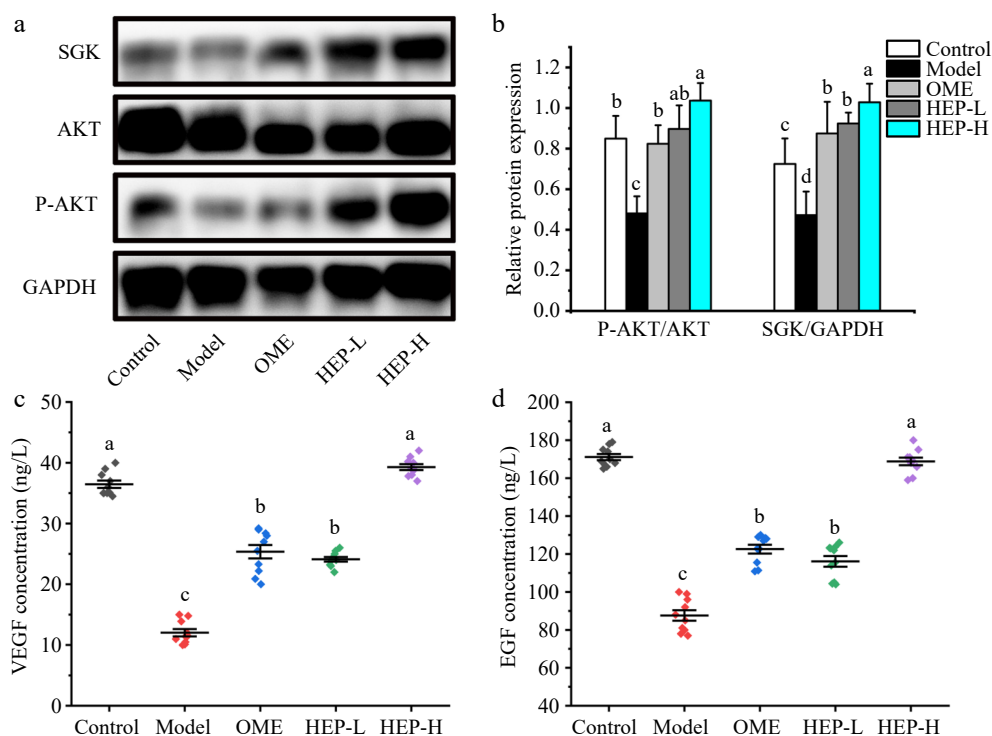 a
SGK
AKT
P-AKT
GAPDH
Control
Model
OME
HEP-L
HEP-H
b
Relative protein expression
1.2
1.0
0.8
0.6
0.4
0.2
0.0
b
c
b
ab
a
c
d
b
b
a
P-AKT/AKT
SGK/GAPDH
Control
Model
OME
HEP-L
HEP-H
c
VEGF concentration (ng/L)
50
40
30
20
10
0
a
c
b
b
a
Control
Model
OME
HEP-L
HEP-H
d
EGF concentration (ng/L)
200
180
160
140
120
100
80
60
40
a
c
b
b
a
Control
Model
OME
HEP-L
HEP-H